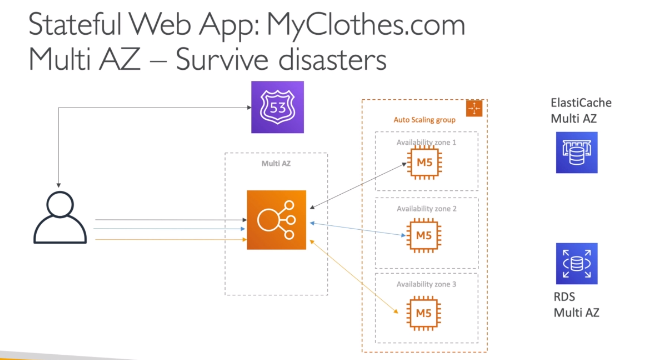 Stateful Web App: MyClothes.com
Multi AZ – Survive disasters
53
ElastiCache
Multi AZ
Auto Scaling group
Availability zone 1
M5
Multi AZ
Availability zone 2
M5
Availability zone 3
M5
RDS
Multi AZ